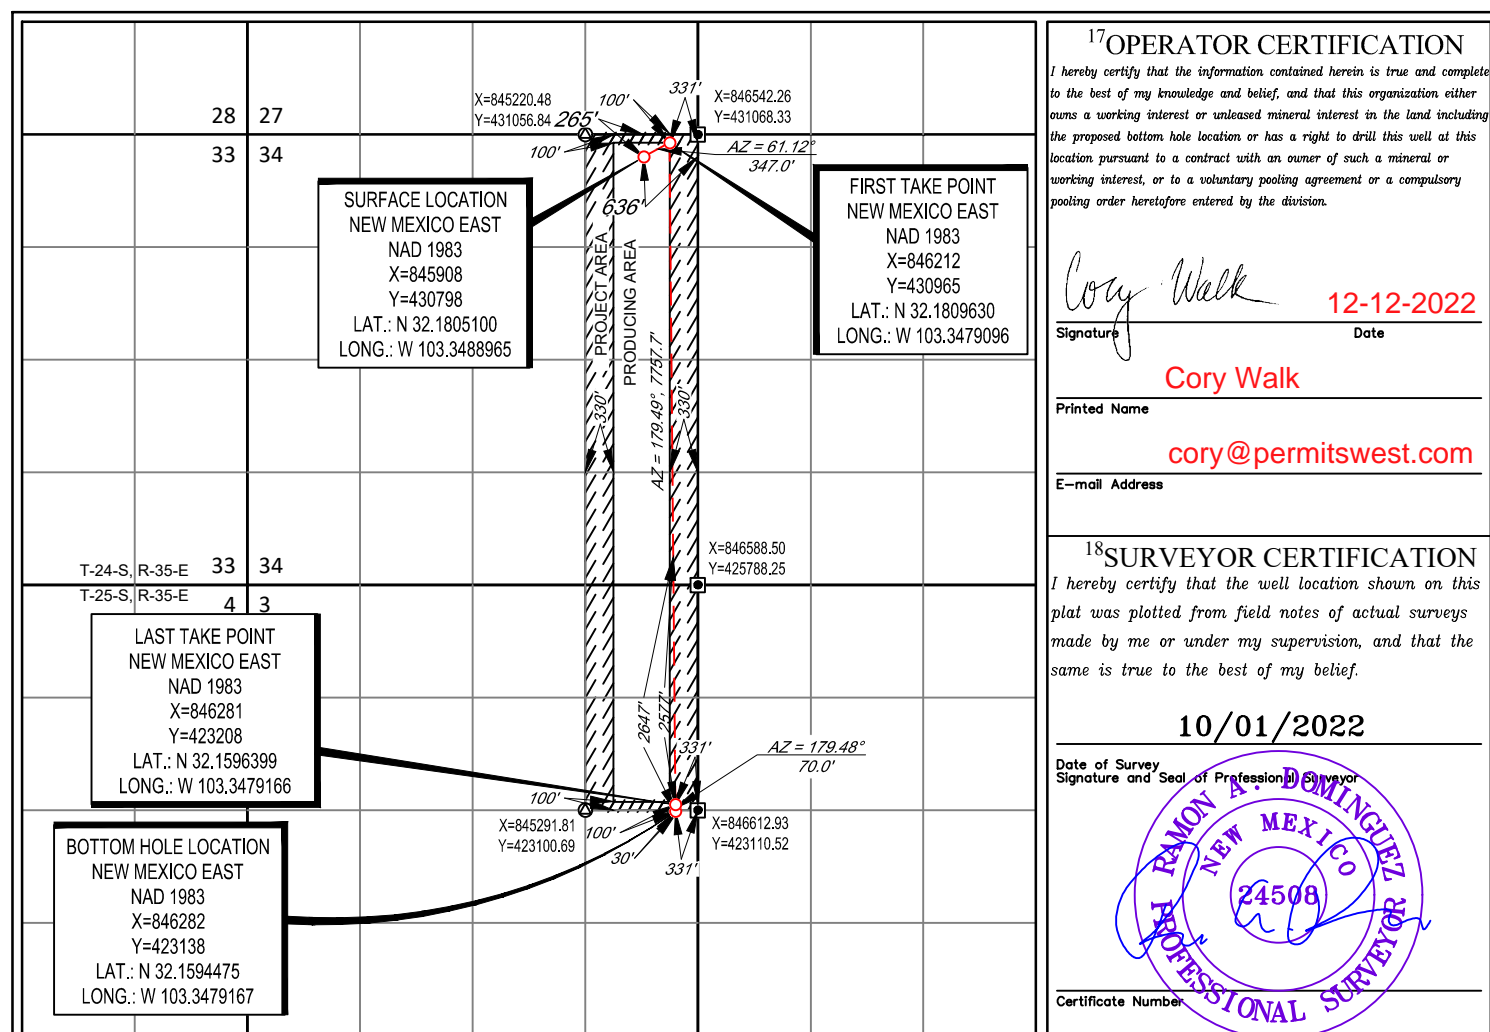 28 27
33 34
X=845220.48
Y=431056.84
265'
100'
331'
X=846542.26
Y=431068.33
100'
AZ = 61.12°
347.0'
636'
SURFACE LOCATION
NEW MEXICO EAST
NAD 1983
X=845908
Y=430798
LAT.: N 32.1805100
LONG.: W 103.3488965
FIRST TAKE POINT
NEW MEXICO EAST
NAD 1983
X=846212
Y=430965
LAT.: N 32.1809630
LONG.: W 103.3479096
PROJECT AREA
PRODUCING AREA
AZ = 179.49°, 7757.7'
330'
330'
X=846588.50
Y=425788.25
T-24-S, R-35-E 33 34
T-25-S, R-35-E 4 3
LAST TAKE POINT
NEW MEXICO EAST
NAD 1983
X=846281
Y=423208
LAT.: N 32.1596399
LONG.: W 103.3479166
2647'
2577'
331'
AZ = 179.48°
70.0'
100'
X=845291.81
Y=423100.69
100'
30'
331'
X=846612.93
Y=423110.52
BOTTOM HOLE LOCATION
NEW MEXICO EAST
NAD 1983
X=846282
Y=423138
LAT.: N 32.1594475
LONG.: W 103.3479167
17 OPERATOR CERTIFICATION
I hereby certify that the information contained herein is true and complete
to the best of my knowledge and belief, and that this organization either
owns a working interest or unleased mineral interest in the land including
the proposed bottom hole location or has a right to drill this well at this
location pursuant to a contract with an owner of such a mineral or
working interest, or to a voluntary pooling agreement or a compulsory
pooling order heretofore entered by the division.
Cory Walk
12-12-2022
Signature Date
Cory Walk
Printed Name
cory@permitswest.com
E-mail Address
18 SURVEYOR CERTIFICATION
I hereby certify that the well location shown on this
plat was plotted from field notes of actual surveys
made by me or under my supervision, and that the
same is true to the best of my belief.
10/01/2022
Date of Survey
Signature and Seal of Professional Surveyor
RAMON A. DOMINGUEZ
NEW MEXICO
24508
PROFESSIONAL SURVEYOR
Certificate Number